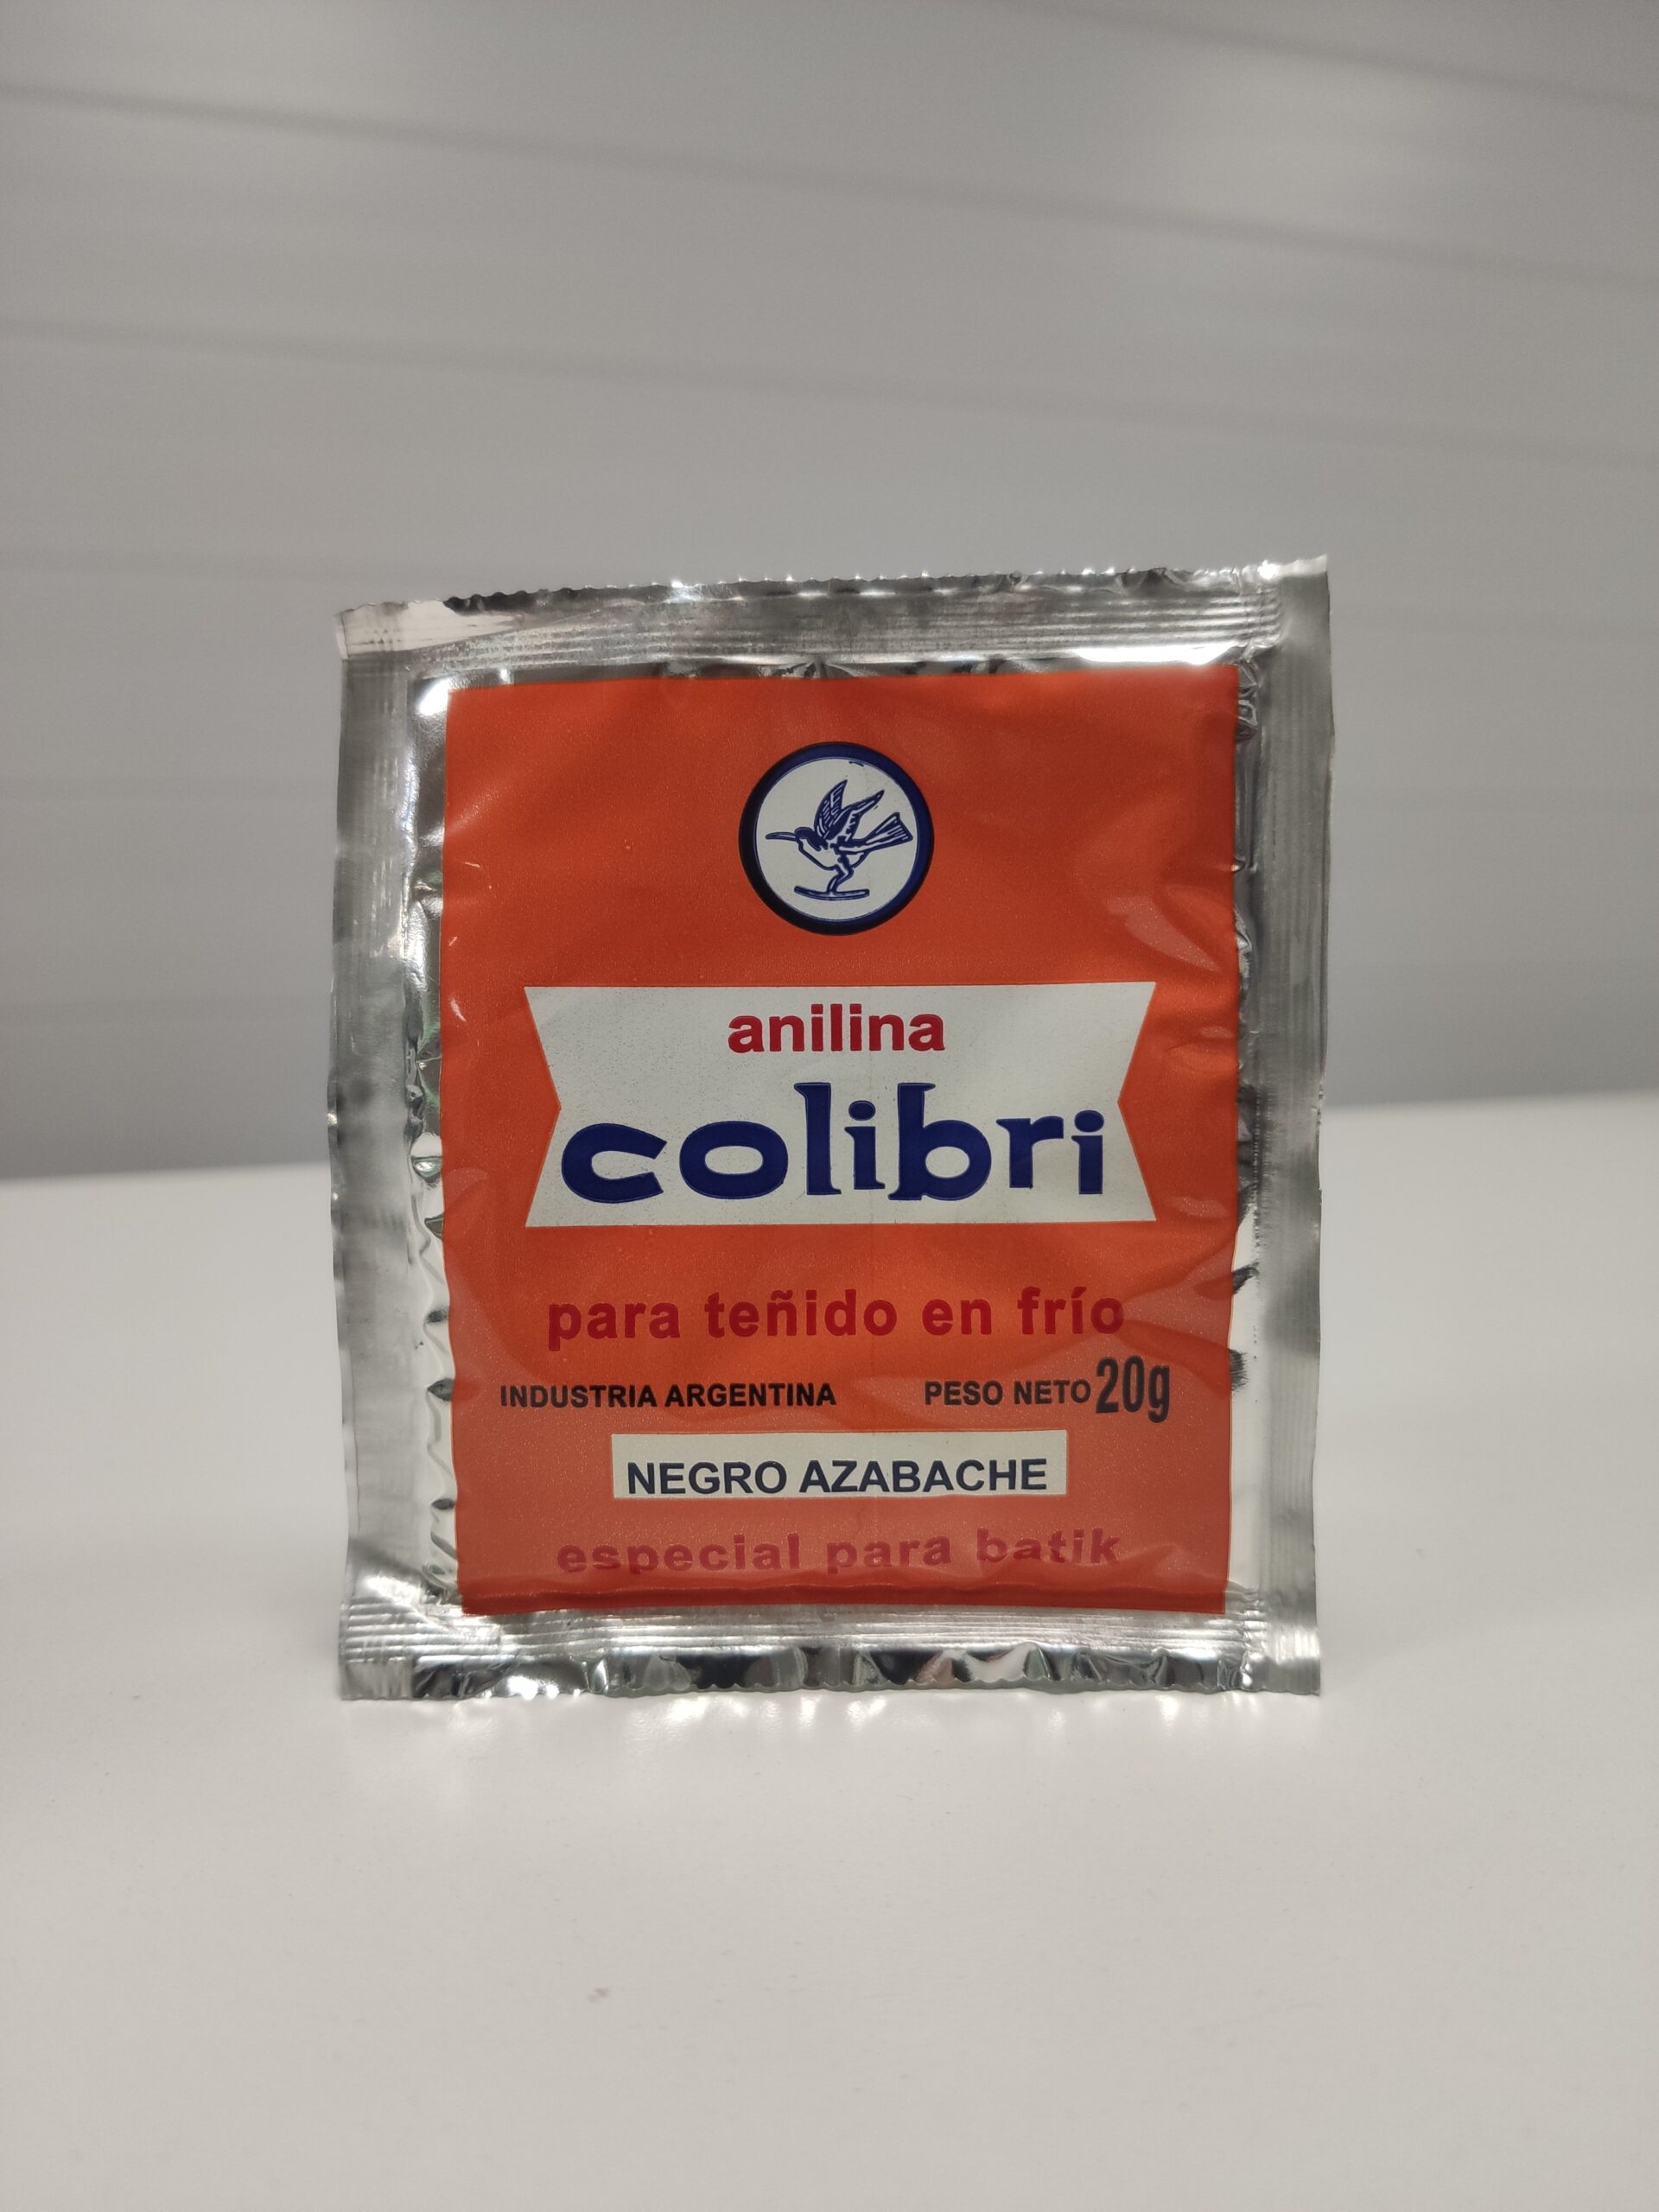 anilina
colibri
para teñido en frío
INDUSTRIA ARGENTINA PESO NETO 20g
NEGRO AZABACHE
especial para batik